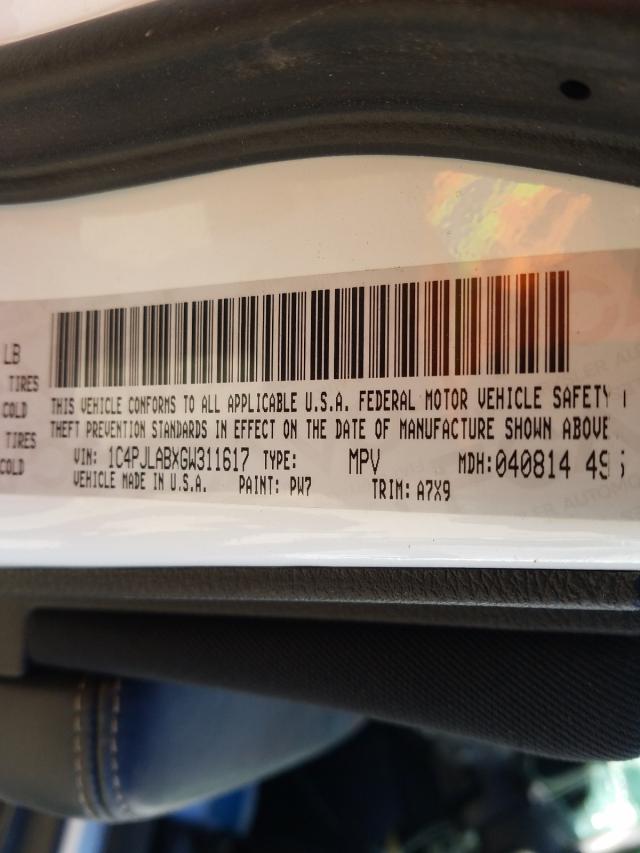 LB
TIRES
COLD
TIRES
COLD
THIS VEHICLE CONFORMS TO ALL APPLICABLE U.S.A. FEDERAL MOTOR VEHICLE SAFETY
THEFT PREVENTION STANDARDS IN EFFECT ON THE DATE OF MANUFACTURE SHOWN ABOVE.
VIN: 1C4PJLABXGW311617 TYPE: MPV MDH:040814 49
VEHICLE MADE IN U.S.A. PAINT: PW7 TRIM: A7X9